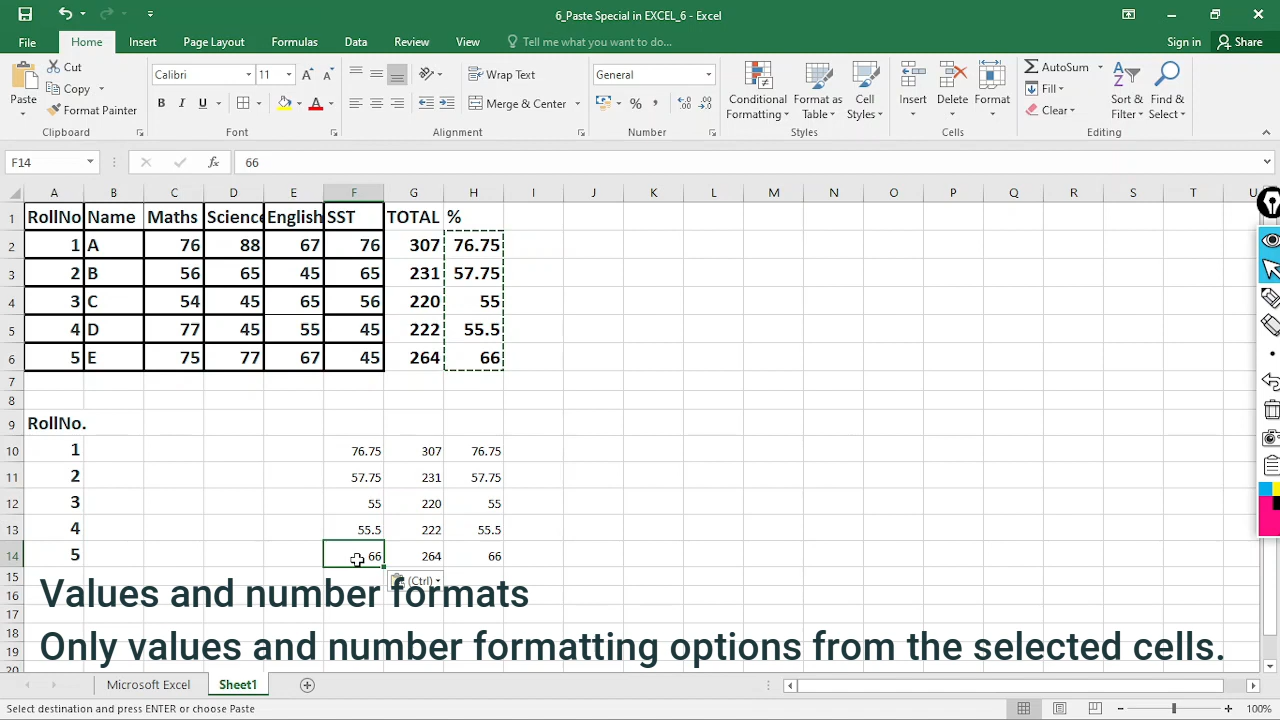 6_Paste Special in EXCEL_6 - Excel
File Home Insert Page Layout Formulas Data Review View Tell me what you want to do... Sign in Share
Paste Cut Copy Format Painter Clipboard
Calibri 11 B I U A Font
Wrap Text Merge & Center Alignment
General % , Number
Conditional Formatting Format as Table Cell Styles Styles
Insert Delete Format Cells
AutoSum Fill Clear Sort & Filter Find & Select Editing
F14 fx 66
A B C D E F G H I J K L M N O P Q R S T U
1 RollNo Name Maths Science English SST TOTAL %
2 1 A 76 88 67 76 307 76.75
3 2 B 56 65 45 65 231 57.75
4 3 C 54 45 65 56 220 55
5 4 D 77 45 55 45 222 55.5
6 5 E 75 77 67 45 264 66
7
8
9 RollNo.
10 1 76.75 307 76.75
11 2 57.75 231 57.75
12 3 55 220 55
13 4 55.5 222 55.5
14 5 66 264 66
15 (Ctrl)
16
17
18
19
20
Values and number formats
Only values and number formatting options from the selected cells.
Microsoft Excel Sheet1
Select destination and press ENTER or choose Paste 100%